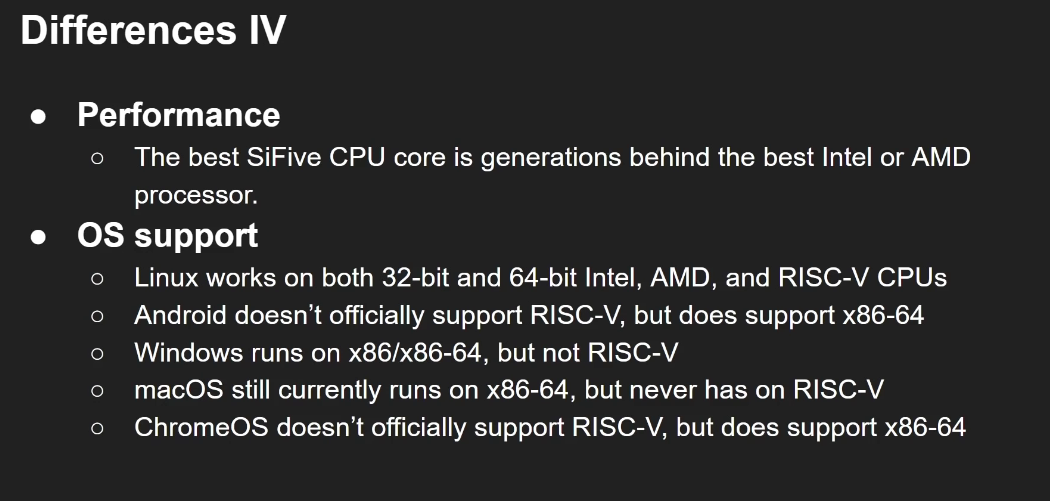 Differences IV
● Performance
○ The best SiFive CPU core is generations behind the best Intel or AMD
processor.
● OS support
○ Linux works on both 32-bit and 64-bit Intel, AMD, and RISC-V CPUs
○ Android doesn’t officially support RISC-V, but does support x86-64
○ Windows runs on x86/x86-64, but not RISC-V
○ macOS still currently runs on x86-64, but never has on RISC-V
○ ChromeOS doesn’t officially support RISC-V, but does support x86-64